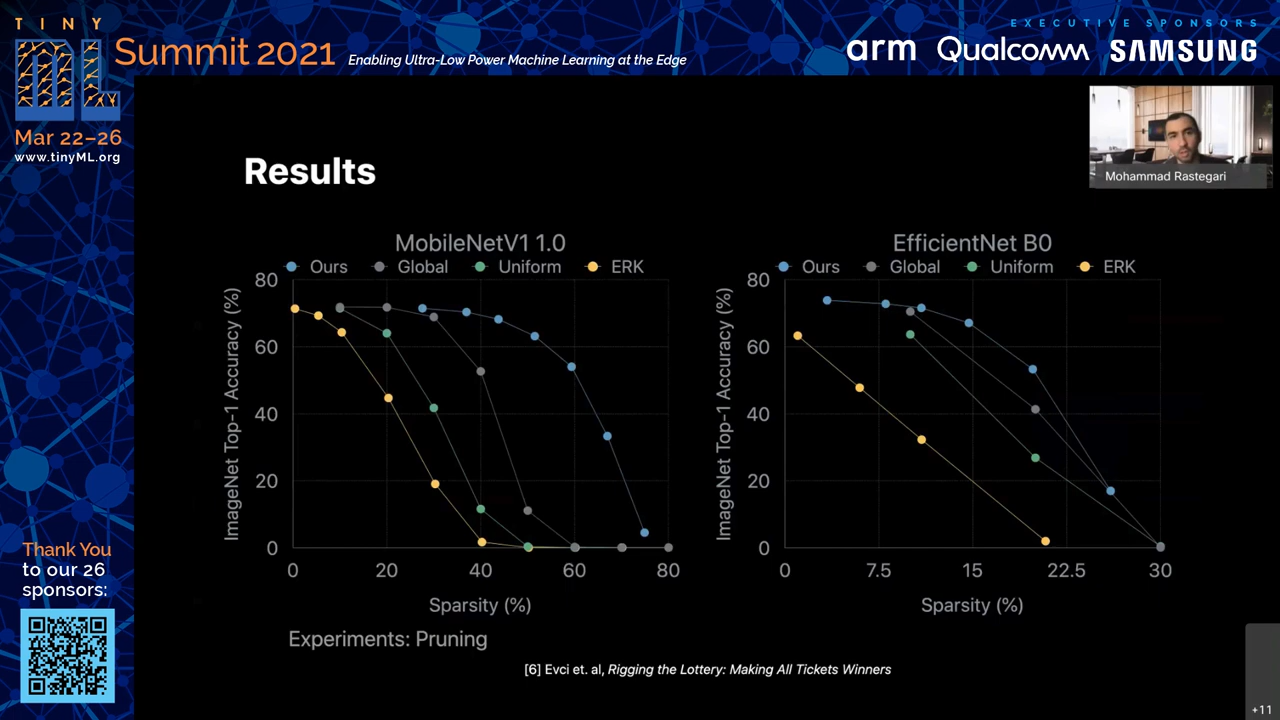 TINY
ML
Summit 2021
Enabling Ultra-Low Power Machine Learning at the Edge
EXECUTIVE SPONSORS
arm Qualcomm SAMSUNG
Mar 22–26
www.tinyML.org
Mohammad Rastegari
Results
MobileNetV1 1.0
Ours Global Uniform ERK
ImageNet Top-1 Accuracy (%)
80
60
40
20
0
0 20 40 60 80
Sparsity (%)
EfficientNet B0
Ours Global Uniform ERK
ImageNet Top-1 Accuracy (%)
80
60
40
20
0
0 7.5 15 22.5 30
Sparsity (%)
Experiments: Pruning
[6] Evci et. al, Rigging the Lottery: Making All Tickets Winners
Thank You
to our 26
sponsors:
+11